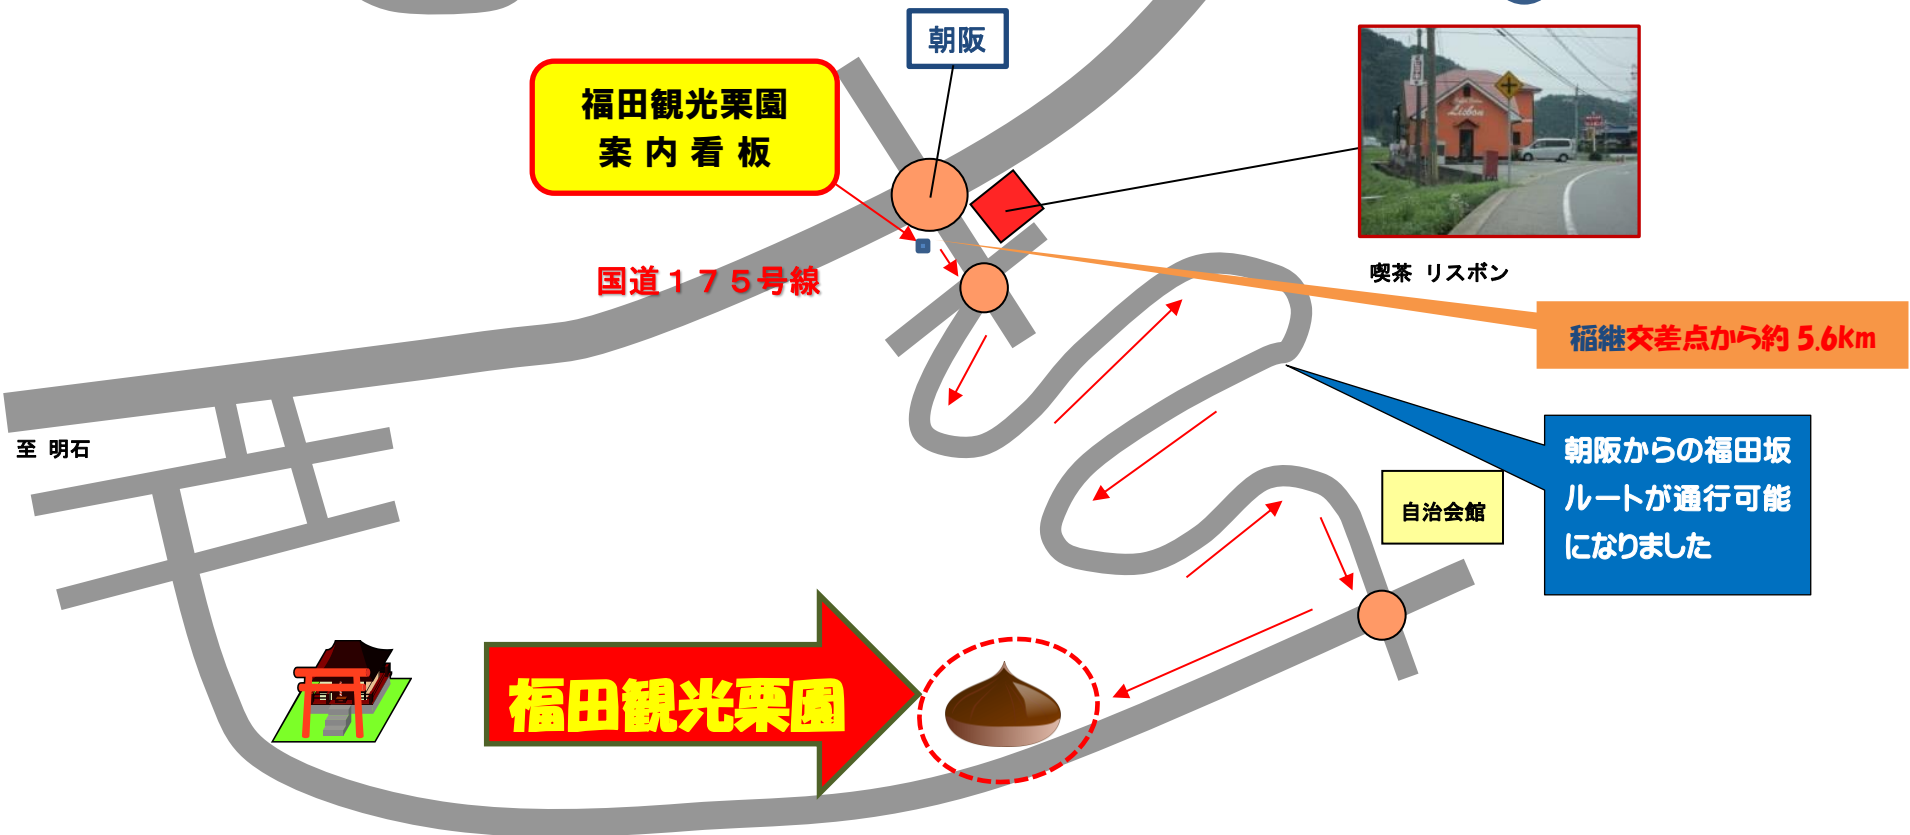 朝阪
福田観光栗園
案内看板
Lisbon
国道１７５号線
喫茶 リスボン
稲継交差点から約 5.6km
至 明石
朝阪からの福田坂
ルートが通行可能
になりました
自治会館
福田観光栗園